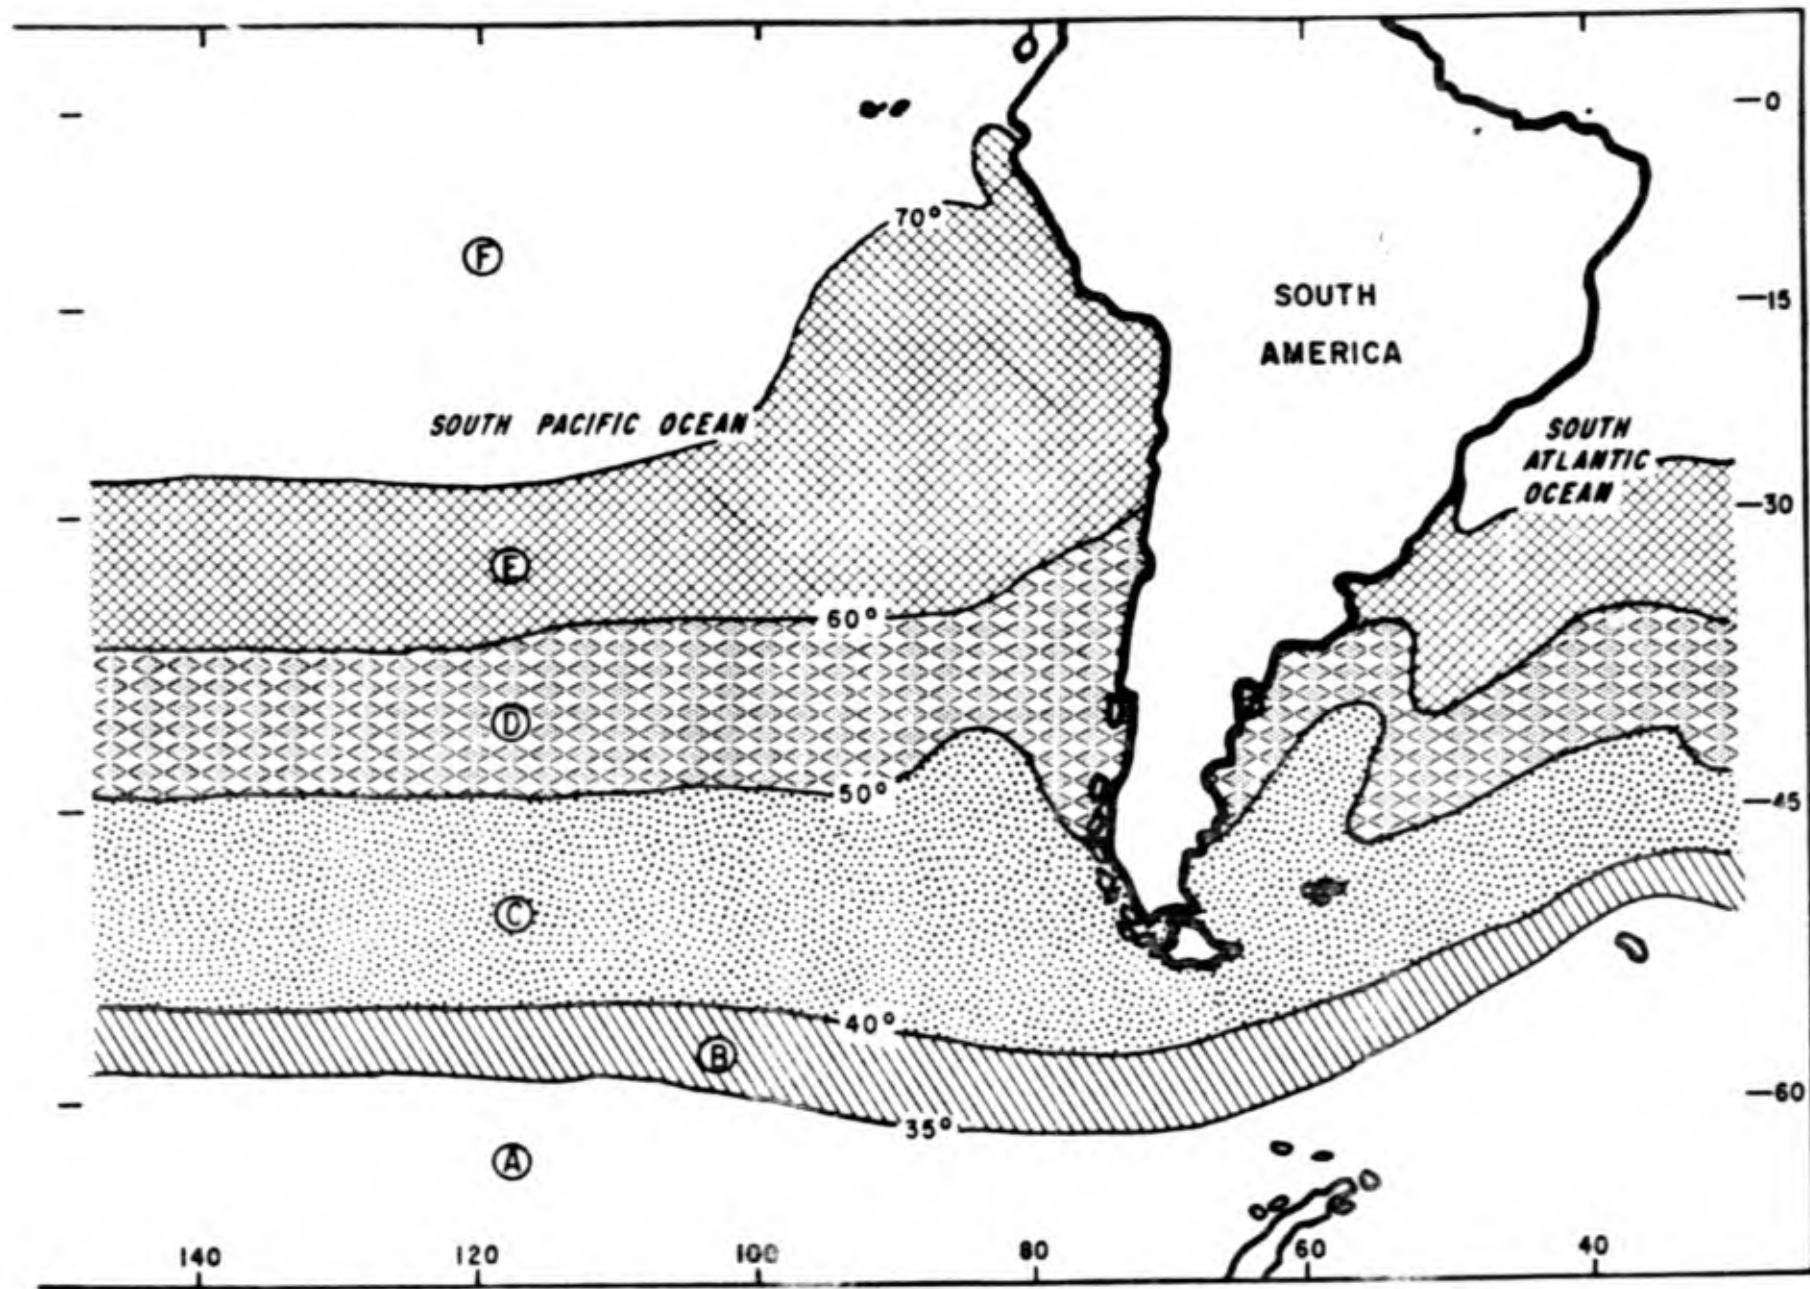 0
70°
F
SOUTH
AMERICA
15
SOUTH PACIFIC OCEAN
SOUTH
ATLANTIC
OCEAN
30
E
60°
D
50°
45
C
40°
B
35°
60
A
140 120 100 80 60 40